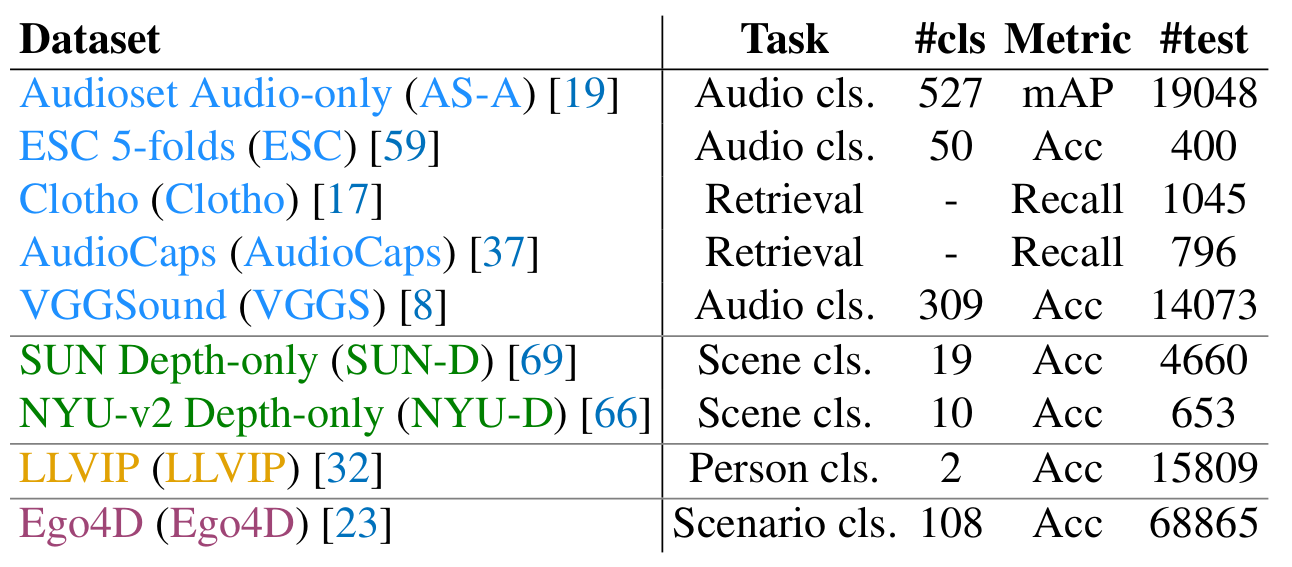 Dataset Task #cls Metric #test
Audioset Audio-only (AS-A) [19] Audio cls. 527 mAP 19048
ESC 5-folds (ESC) [59] Audio cls. 50 Acc 400
Clotho (Clotho) [17] Retrieval - Recall 1045
AudioCaps (AudioCaps) [37] Retrieval - Recall 796
VGGSound (VGGS) [8] Audio cls. 309 Acc 14073
SUN Depth-only (SUN-D) [69] Scene cls. 19 Acc 4660
NYU-v2 Depth-only (NYU-D) [66] Scene cls. 10 Acc 653
LLVIP (LLVIP) [32] Person cls. 2 Acc 15809
Ego4D (Ego4D) [23] Scenario cls. 108 Acc 68865